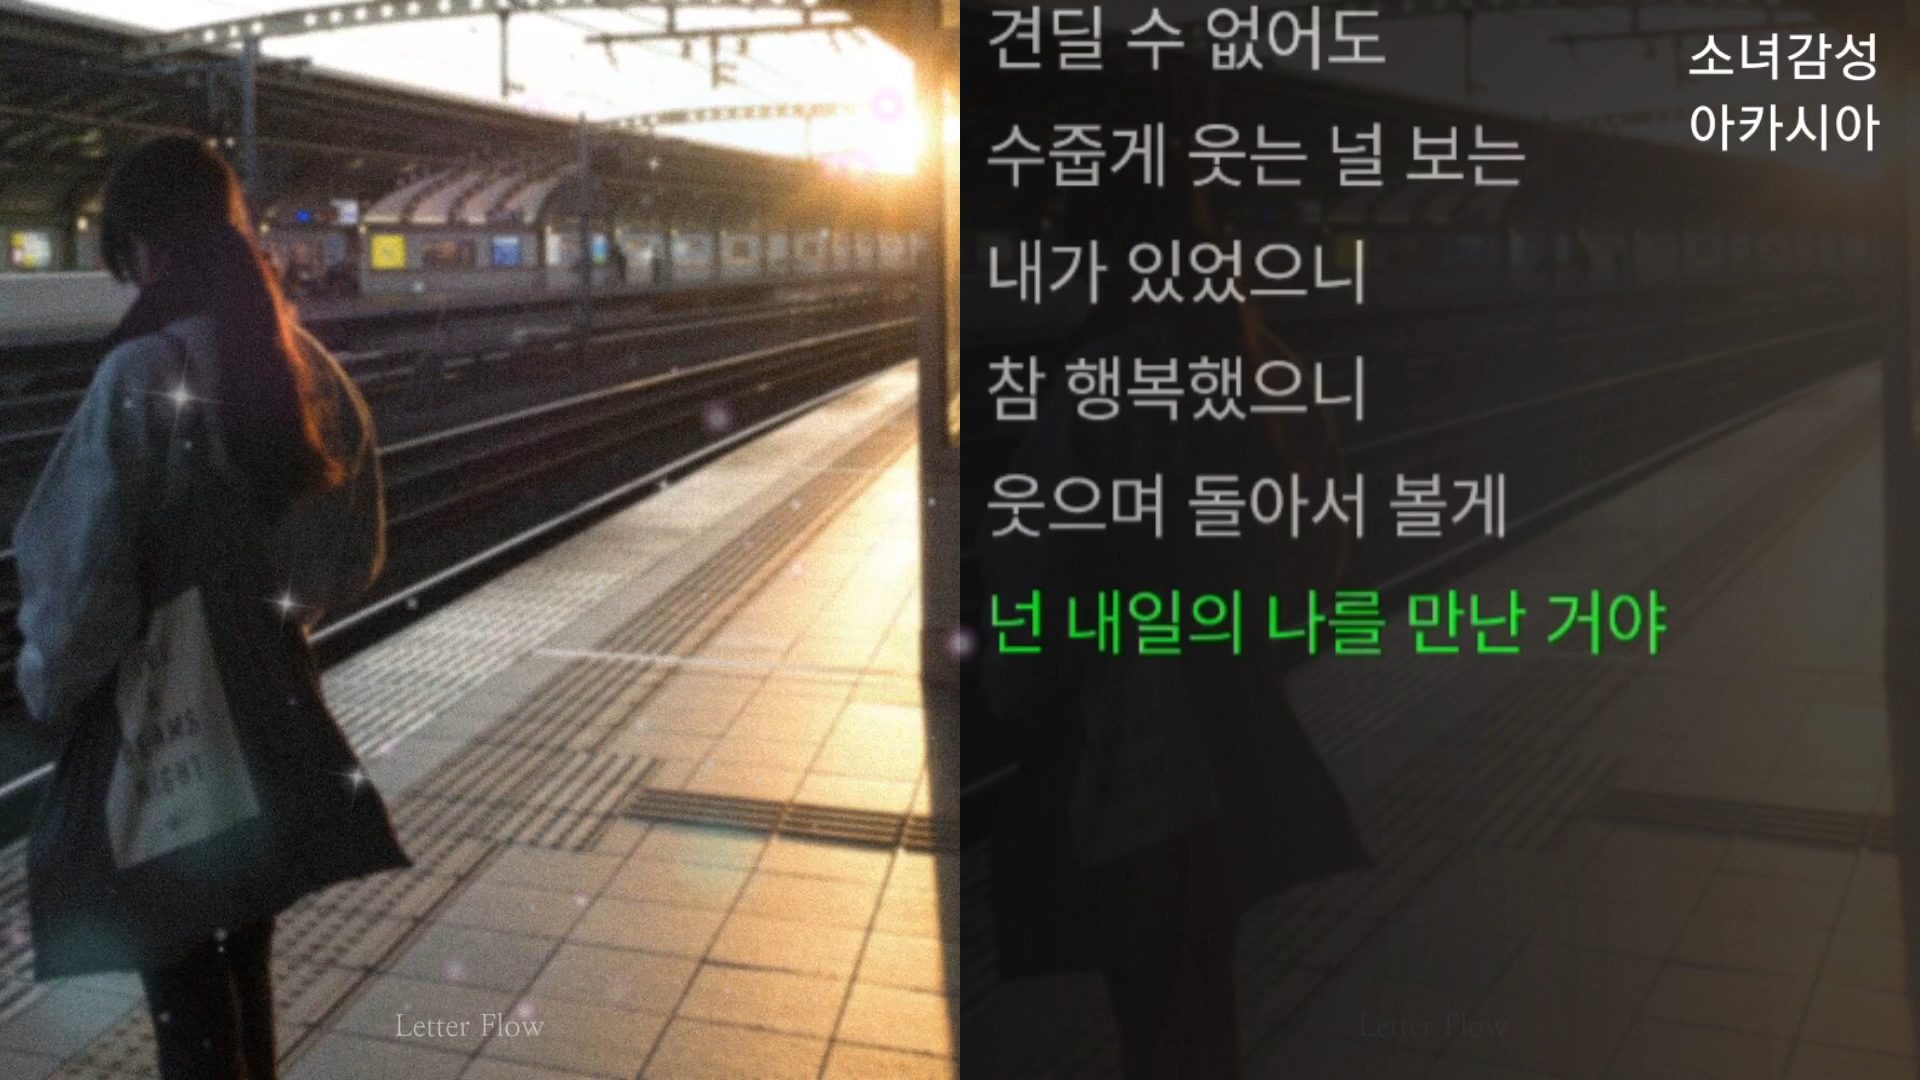 견딜 수 없어도
수줍게 웃는 널 보는
내가 있었으니
참 행복했으니
웃으며 돌아서 볼게
넌 내일의 나를 만난 거야
소녀감성
아카시아
Letter Flow
Letter Flow